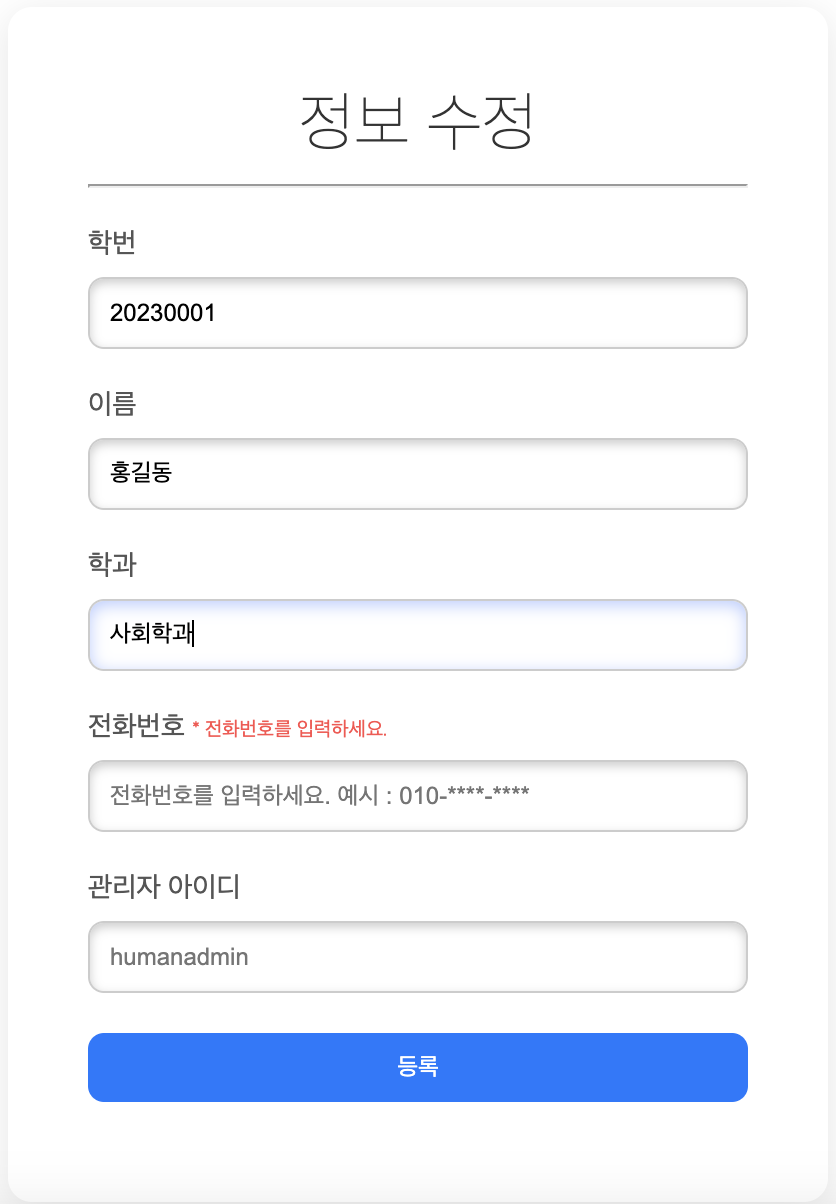 정보 수정
학번
20230001
이름
홍길동
학과
사회학과
전화번호 * 전화번호를 입력하세요.
전화번호를 입력하세요. 예시 : 010-****-****
관리자 아이디
humanadmin
등록